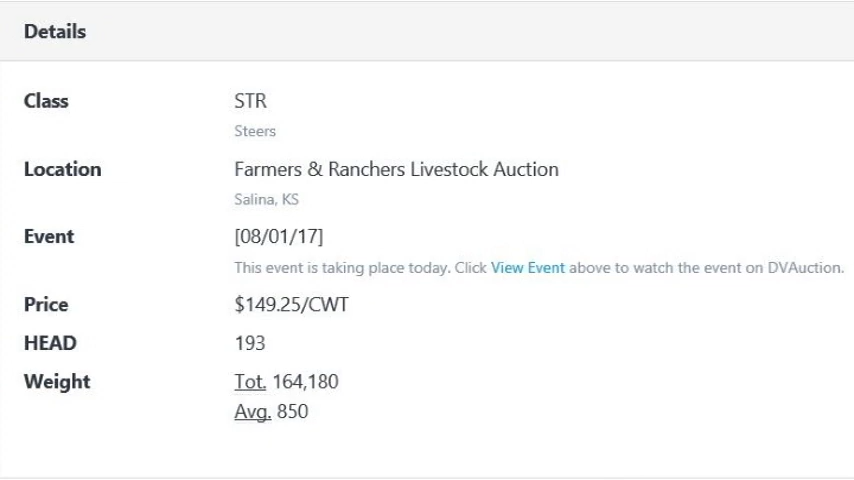 Details
Class STR
Steers
Location Farmers & Ranchers Livestock Auction
Salina, KS
Event [08/01/17]
This event is taking place today. Click View Event above to watch the event on DVAuction.
Price $149.25/CWT
HEAD 193
Weight Tot. 164,180
Avg. 850